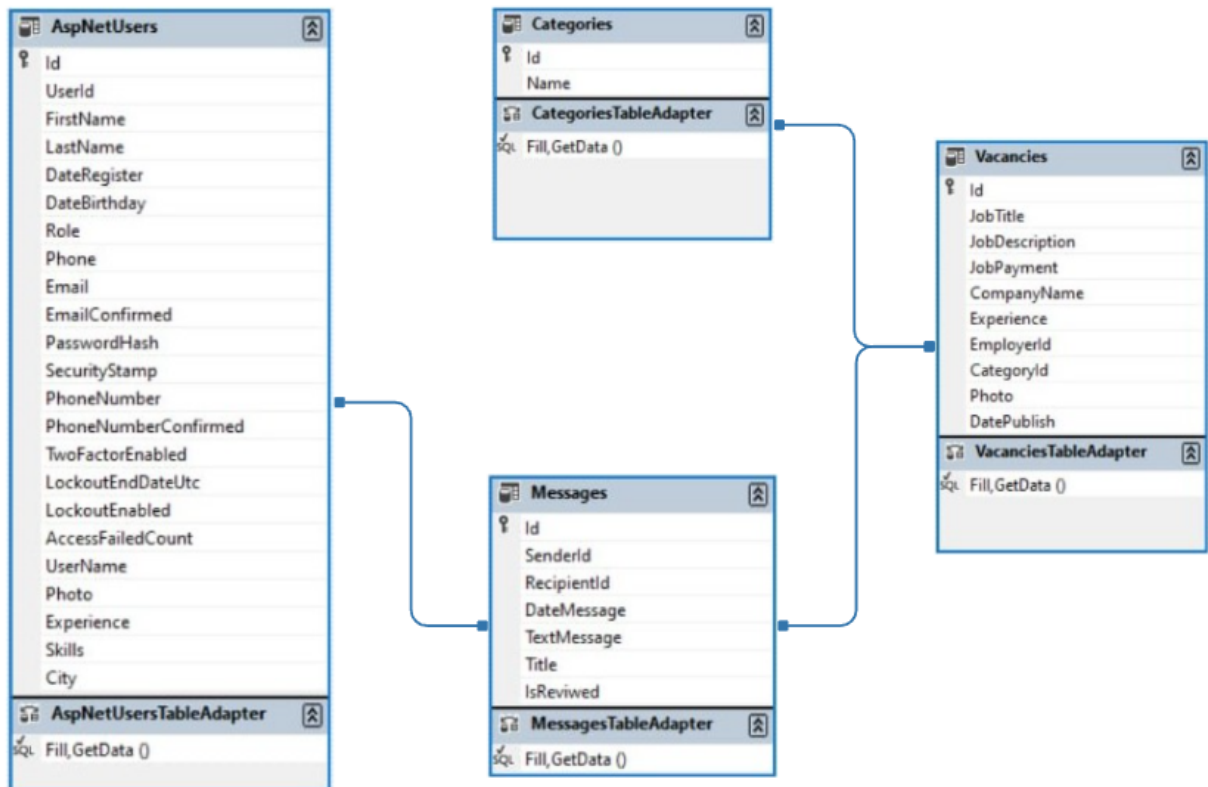 AspNetUsers
Id
UserId
FirstName
LastName
DateRegister
DateBirthday
Role
Phone
Email
EmailConfirmed
PasswordHash
SecurityStamp
PhoneNumber
PhoneNumberConfirmed
TwoFactorEnabled
LockoutEndDateUtc
LockoutEnabled
AccessFailedCount
UserName
Photo
Experience
Skills
City
AspNetUsersTableAdapter
SQL Fill,GetData ()
Categories
Id
Name
CategoriesTableAdapter
SQL Fill,GetData ()
Messages
Id
SenderId
RecipientId
DateMessage
TextMessage
Title
IsReviwed
MessagesTableAdapter
SQL Fill,GetData ()
Vacancies
Id
JobTitle
JobDescription
JobPayment
CompanyName
Experience
EmployerId
CategoryId
Photo
DatePublish
VacanciesTableAdapter
SQL Fill,GetData ()